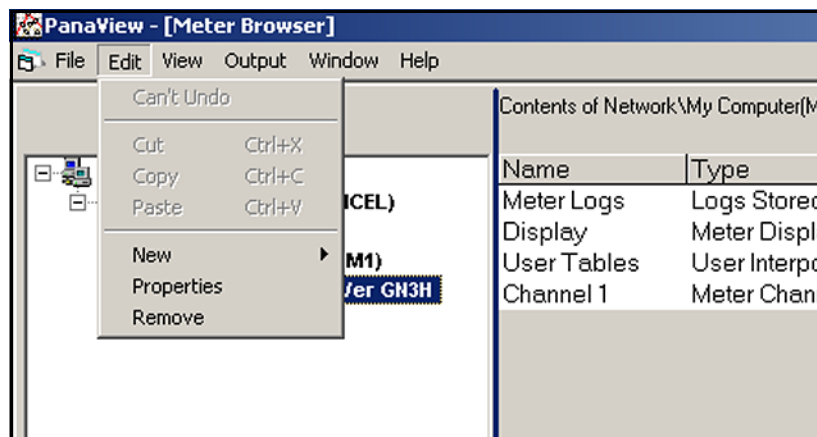 PanaView - [Meter Browser]
File Edit View Output Window Help
Can't Undo
Cut Ctrl+X
Copy Ctrl+C
Paste Ctrl+V
New
Properties
Remove
ICEL)
M1)
Ver GN3H
Contents of Network\My Computer(M
Name Type
Meter Logs Logs Stored
Display Meter Displ
User Tables User Interpo
Channel 1 Meter Chan